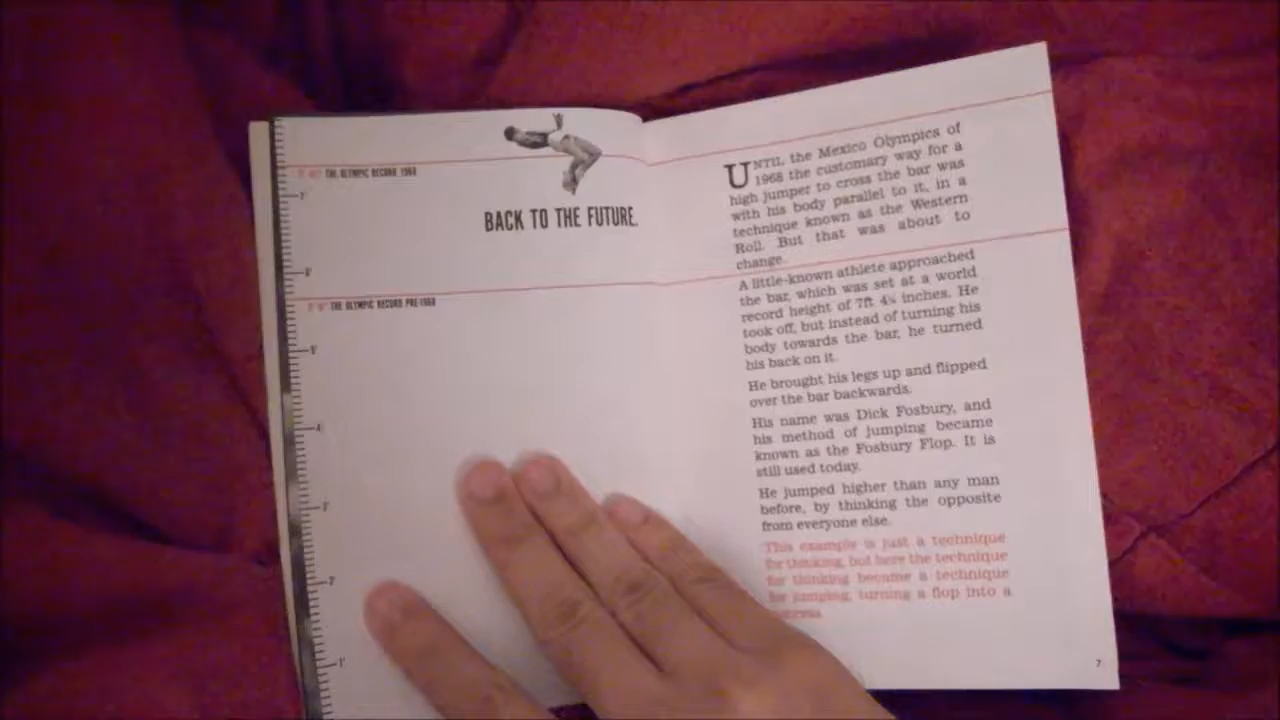 THE OLYMPIC RECORD 1968
BACK TO THE FUTURE.
THE OLYMPIC RECORD PRE-1968
1'
UNTIL the Mexico Olympics of
1968 the customary way for a
high jumper to cross the bar was
with his body parallel to it, in a
technique known as the Western
Roll. But that was about to
change.
A little-known athlete approached
the bar, which was set at a world
record height of 7ft 4¼ inches. He
took off, but instead of turning his
body towards the bar, he turned
his back on it.
He brought his legs up and flipped
over the bar backwards.
His name was Dick Fosbury, and
his method of jumping became
known as the Fosbury Flop. It is
still used today.
He jumped higher than any man
before, by thinking the opposite
from everyone else.
This example is just a technique
for thinking, but here the technique
for thinking became a technique
for jumping, turning a flop into a
success.
7